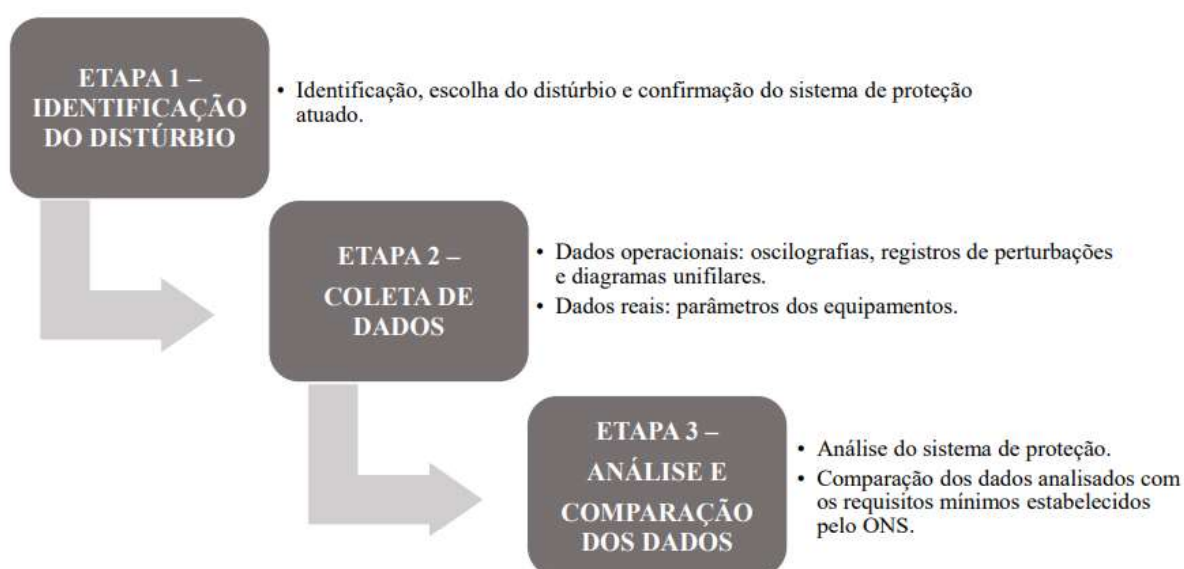 ETAPA 1 –
IDENTIFICAÇÃO
DO DISTÚRBIO
• Identificação, escolha do distúrbio e confirmação do sistema de proteção
atuado.
ETAPA 2 –
COLETA DE
DADOS
• Dados operacionais: oscilografias, registros de perturbações
e diagramas unifilares.
• Dados reais: parâmetros dos equipamentos.
ETAPA 3 –
ANÁLISE E
COMPARAÇÃO
DOS DADOS
• Análise do sistema de proteção.
• Comparação dos dados analisados com
os requisitos mínimos estabelecidos
pelo ONS.